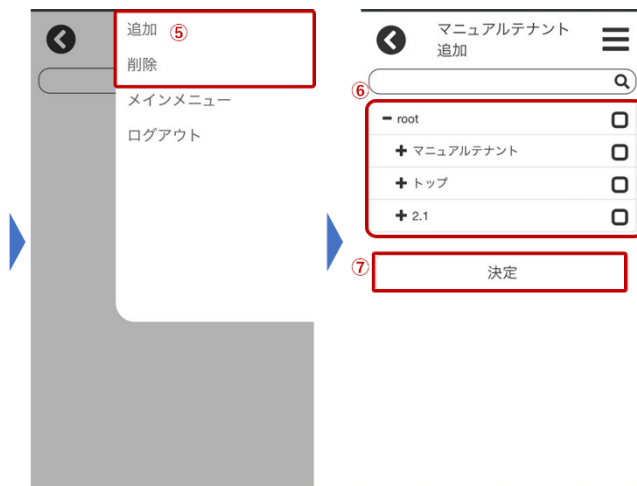 追加 ⑤
削除
メインメニュー
ログアウト
マニュアルテナント
追加
⑥
root
マニュアルテナント
トップ
2.1
⑦
決定